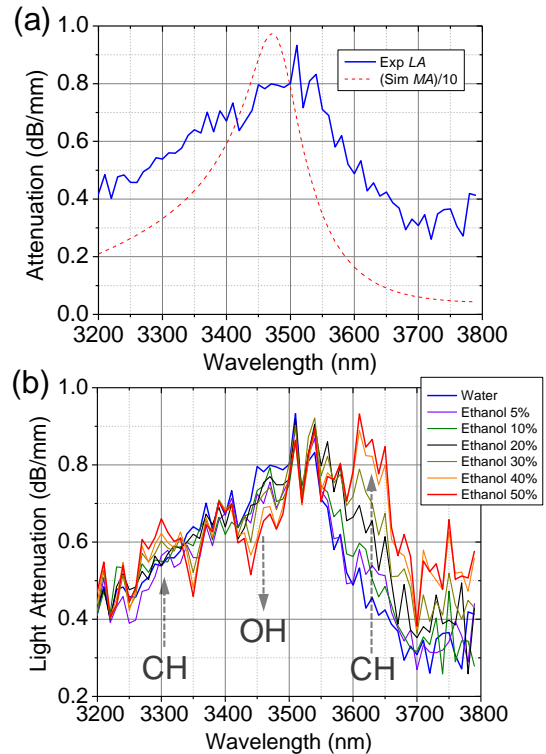 (a)
Exp LA
(Sim MA)/10
Attenuation (dB/mm)
1.0
0.8
0.6
0.4
0.2
0.0
3200 3300 3400 3500 3600 3700 3800
Wavelength (nm)
(b)
Water
Ethanol 5%
Ethanol 10%
Ethanol 20%
Ethanol 30%
Ethanol 40%
Ethanol 50%
Light Attenuation (dB/mm)
1.0
0.8
0.6
0.4
0.2
CH
OH
CH
3200 3300 3400 3500 3600 3700 3800
Wavelength (nm)